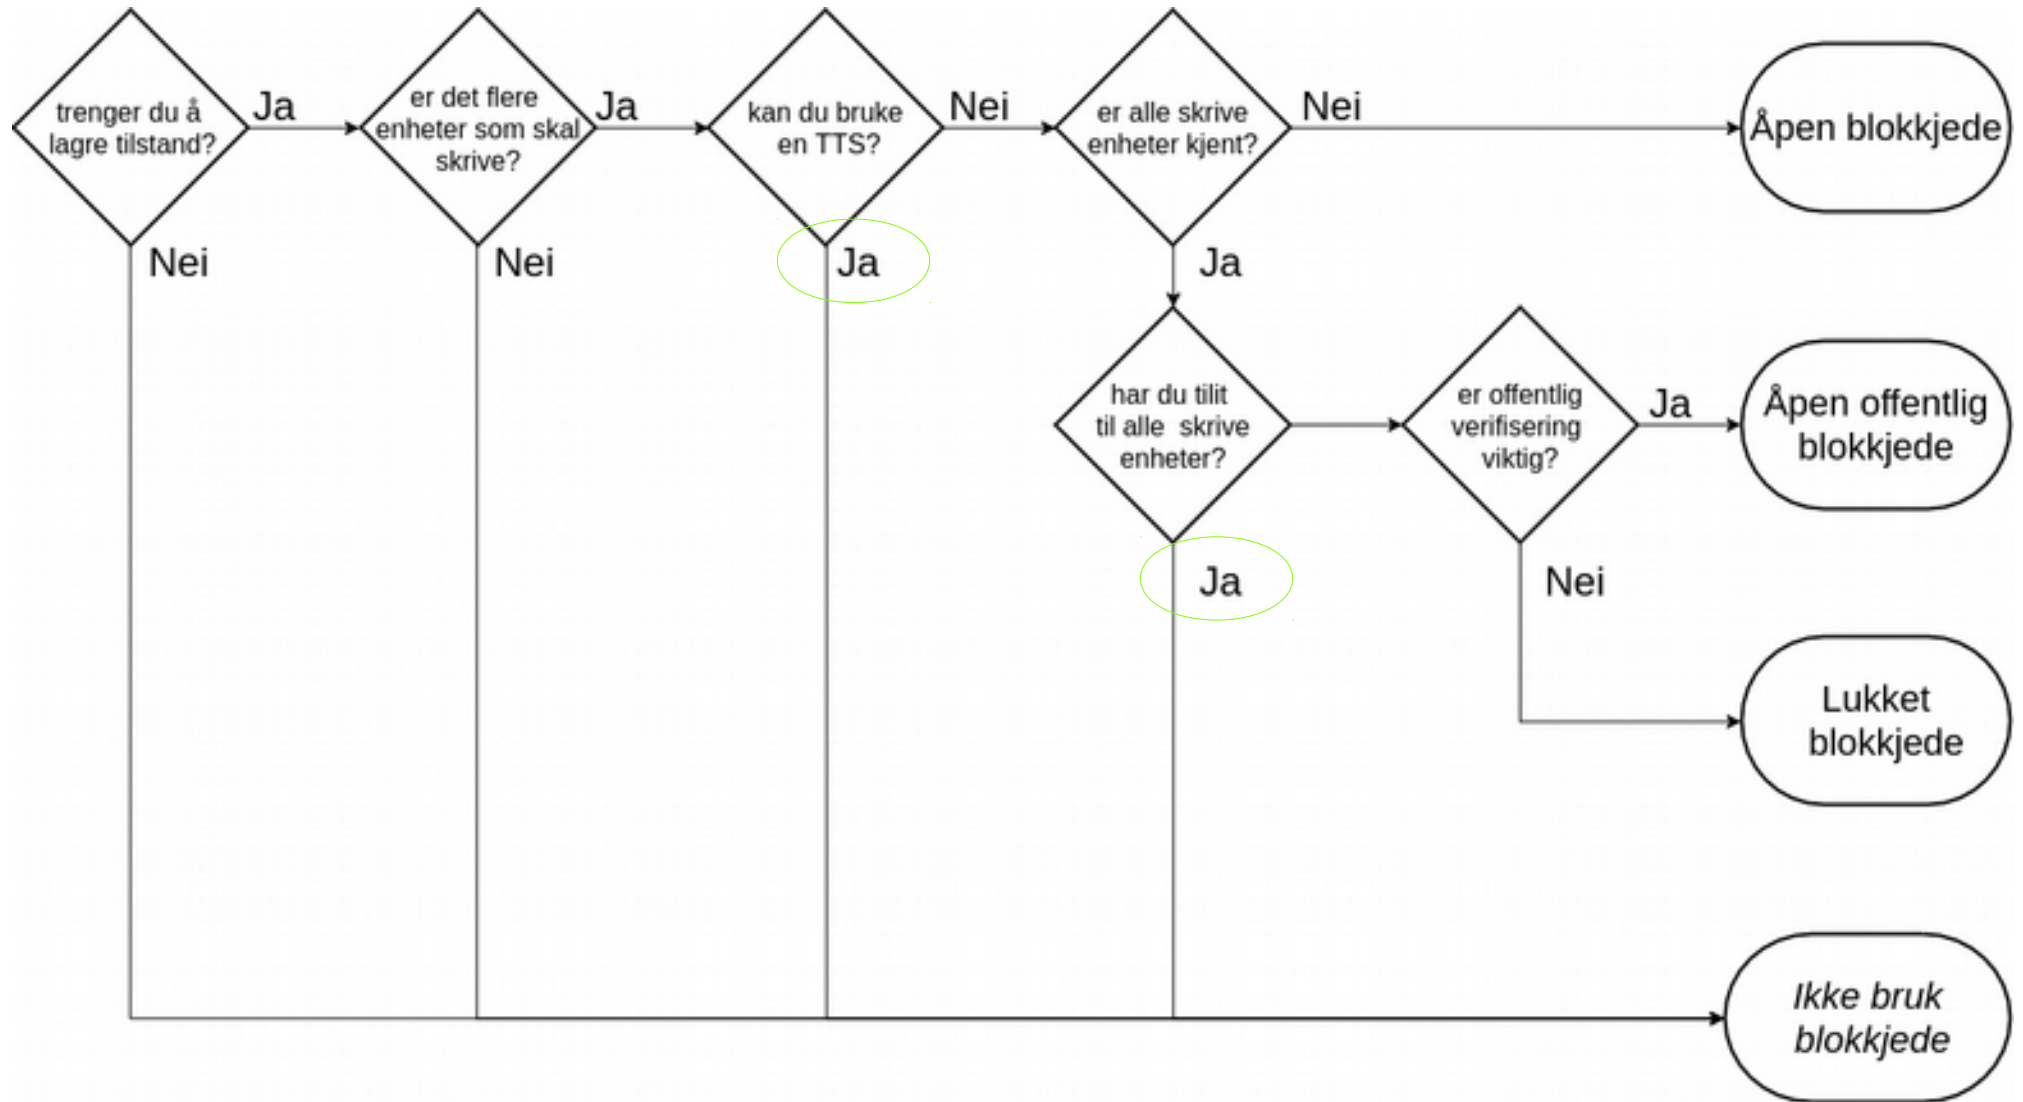 trenger du å
lagre tilstand?
Ja
er det flere
enheter som skal
skrive?
Ja
kan du bruke
en TTS?
Nei
er alle skrive
enheter kjent?
Nei
Åpen blokkjede
Nei
Nei
Ja
Ja
har du tilit
til alle skrive
enheter?
er offentlig
verifisering
viktig?
Ja
Åpen offentlig
blokkjede
Ja
Nei
Lukket
blokkjede
Ikke bruk
blokkjede